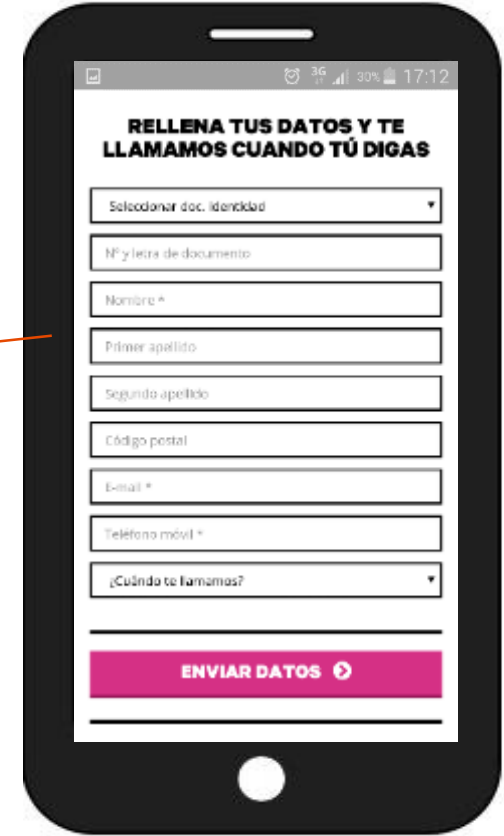 3G 30% 17:12
RELLENA TUS DATOS Y TE
LLAMAMOS CUANDO TÚ DIGAS
Seleccionar doc. identidad
Nº y letra de documento
Nombre *
Primer apellido
Segundo apellido
Código postal
E-mail *
Teléfono móvil *
¿Cuándo te llamamos?
ENVIAR DATOS